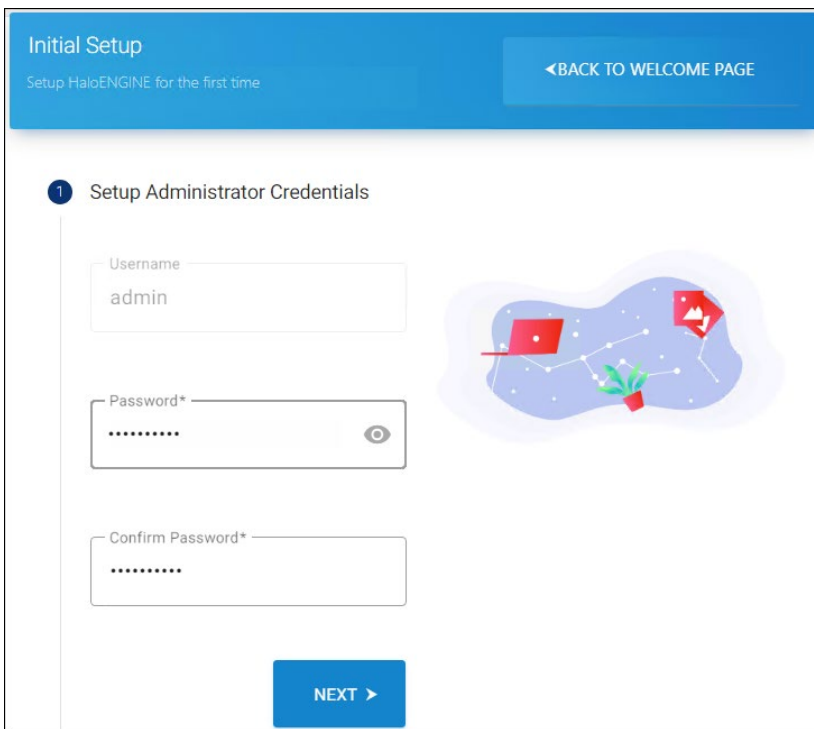 Initial Setup
Setup HaloENGINE for the first time
⮜BACK TO WELCOME PAGE
1 Setup Administrator Credentials
Username
admin
Password*
••••••••••
Confirm Password*
••••••••••
NEXT ➤